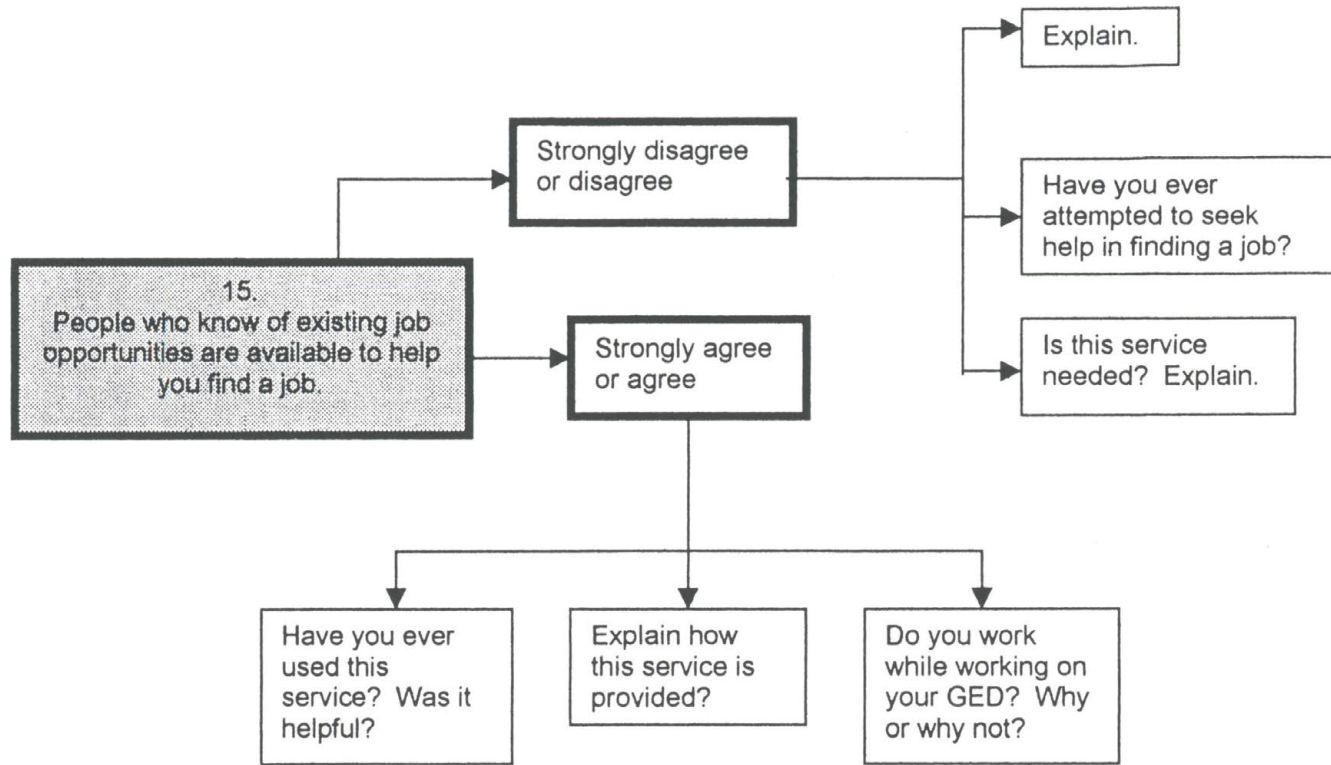 Explain.
Strongly disagree
or disagree
Have you ever
attempted to seek
help in finding a job?
15.
People who know of existing job
opportunities are available to help
you find a job.
Strongly agree
or agree
Is this service
needed?  Explain.
Have you ever
used this
service?  Was it
helpful?
Explain how
this service is
provided?
Do you work
while working on
your GED?  Why
or why not?